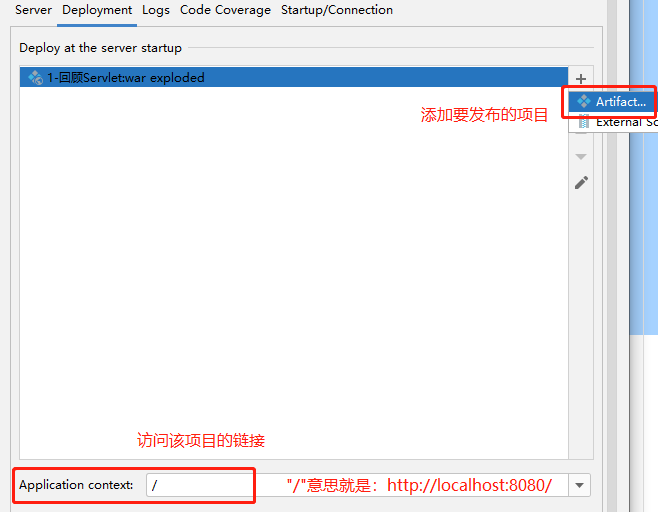 Server Deployment Logs Code Coverage Startup/Connection
Deploy at the server startup
1-回顾Servlet:war exploded
Artifact...
添加要发布的项目
External So
访问该项目的链接
Application context: / "/"意思就是：http://localhost:8080/